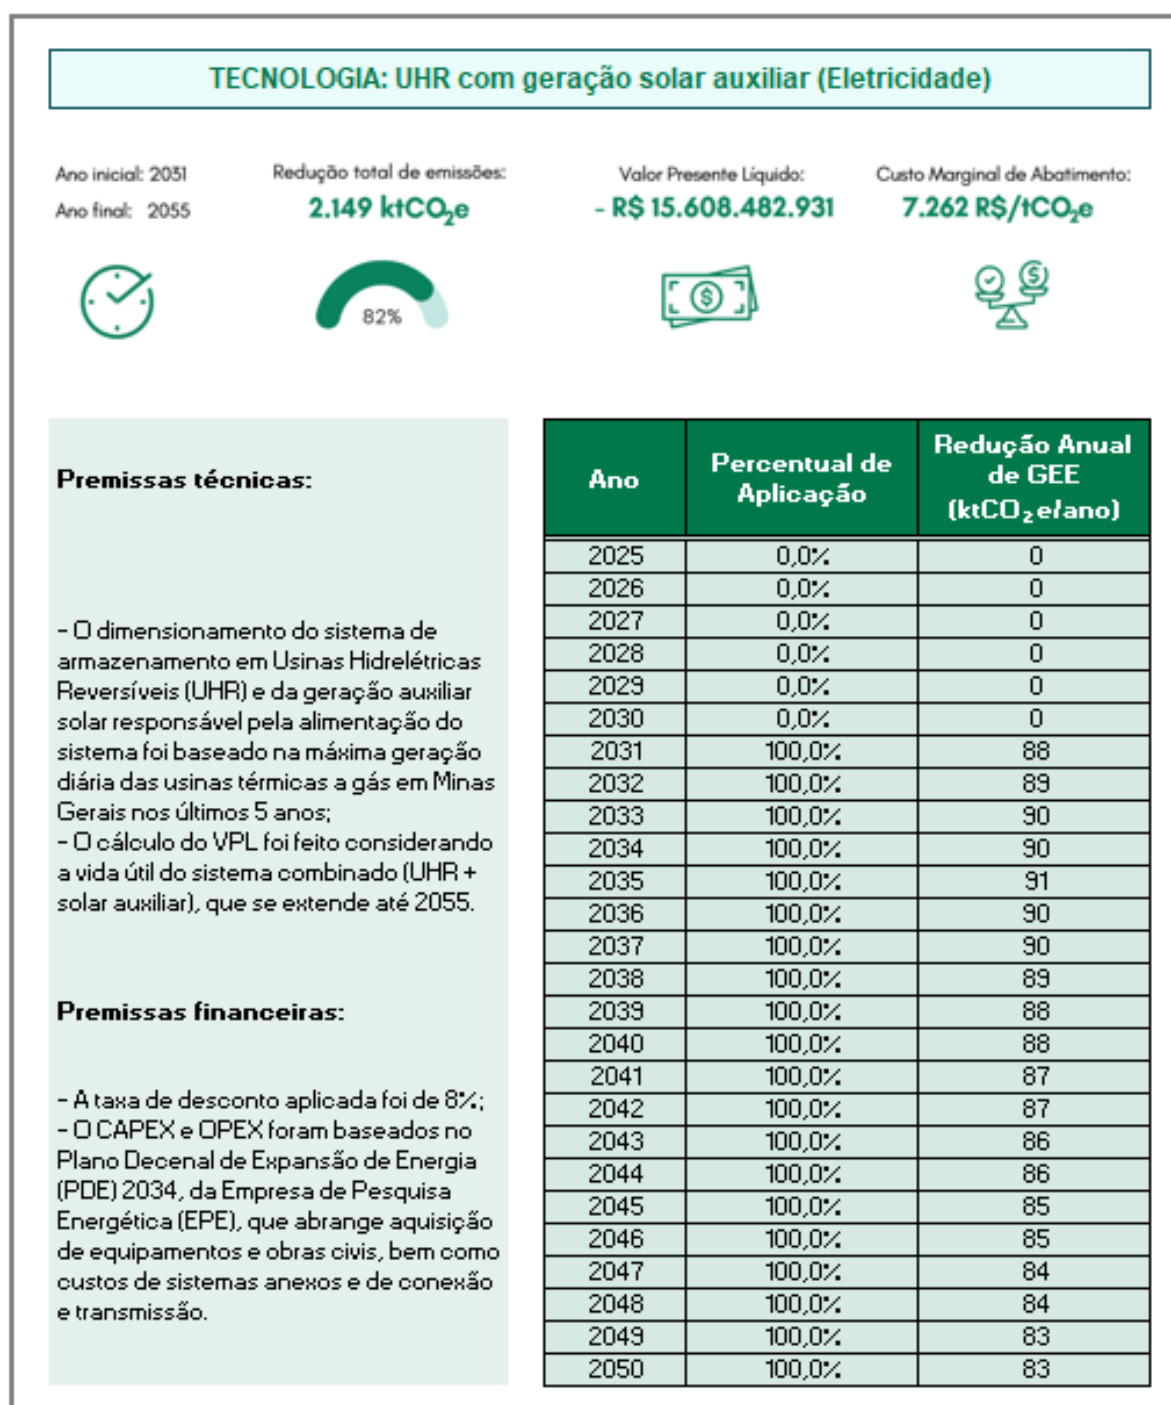 TECNOLOGIA: UHR com geração solar auxiliar (Eletricidade)
Ano inicial: 2031
Ano final: 2055
Redução total de emissões:
2.149 ktCO₂e
82%
Valor Presente Líquido:
- R$ 15.608.482.931
Custo Marginal de Abatimento:
7.262 R$/tCO₂e
Premissas técnicas:
- O dimensionamento do sistema de
armazenamento em Usinas Hidrelétricas
Reversíveis (UHR) e da geração auxiliar
solar responsável pela alimentação do
sistema foi baseado na máxima geração
diária das usinas térmicas a gás em Minas
Gerais nos últimos 5 anos;
- O cálculo do VPL foi feito considerando
a vida útil do sistema combinado (UHR +
solar auxiliar), que se extende até 2055.
Premissas financeiras:
- A taxa de desconto aplicada foi de 8%;
- O CAPEX e OPEX foram baseados no
Plano Decenal de Expansão de Energia
(PDE) 2034, da Empresa de Pesquisa
Energética (EPE), que abrange aquisição
de equipamentos e obras civis, bem como
custos de sistemas anexos e de conexão
e transmissão.
Ano Percentual de Aplicação Redução Anual de GEE (ktCO₂e/ano)
2025 0,0% 0
2026 0,0% 0
2027 0,0% 0
2028 0,0% 0
2029 0,0% 0
2030 0,0% 0
2031 100,0% 88
2032 100,0% 89
2033 100,0% 90
2034 100,0% 90
2035 100,0% 91
2036 100,0% 90
2037 100,0% 90
2038 100,0% 89
2039 100,0% 88
2040 100,0% 88
2041 100,0% 87
2042 100,0% 87
2043 100,0% 86
2044 100,0% 86
2045 100,0% 85
2046 100,0% 85
2047 100,0% 84
2048 100,0% 84
2049 100,0% 83
2050 100,0% 83